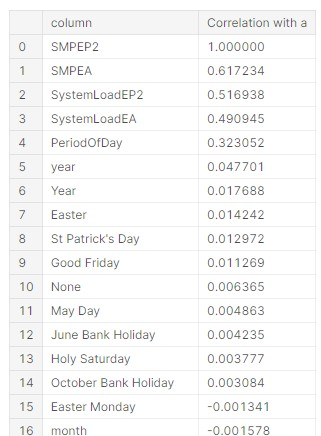 column Correlation with a
0 SMPEP2 1.000000
1 SMPEA 0.617234
2 SystemLoadEP2 0.516938
3 SystemLoadEA 0.490945
4 PeriodOfDay 0.323052
5 year 0.047701
6 Year 0.017688
7 Easter 0.014242
8 St Patrick's Day 0.012972
9 Good Friday 0.011269
10 None 0.006365
11 May Day 0.004863
12 June Bank Holiday 0.004235
13 Holy Saturday 0.003777
14 October Bank Holiday 0.003084
15 Easter Monday -0.001341
16 month -0.001578